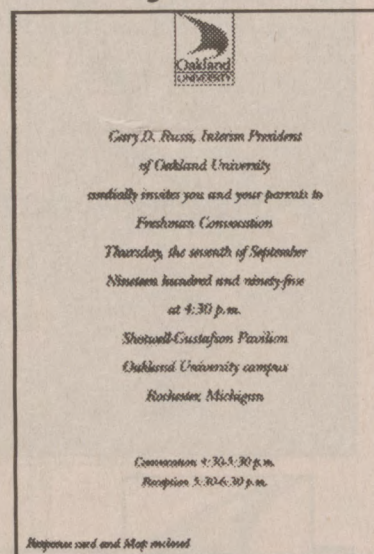 Oakland
UNIVERSITY
Gary D. Russi, Interim President
of Oakland University
cordially invites you and your parents to
Freshman Convocation
Thursday, the seventh of September
Nineteen hundred and ninety-five
at 4:30 p.m.
Shotwell-Gustafson Pavilion
Oakland University campus
Rochester, Michigan
Convocation 4:30-5:30 p.m.
Reception 5:30-6:30 p.m.
Response card and Map enclosed